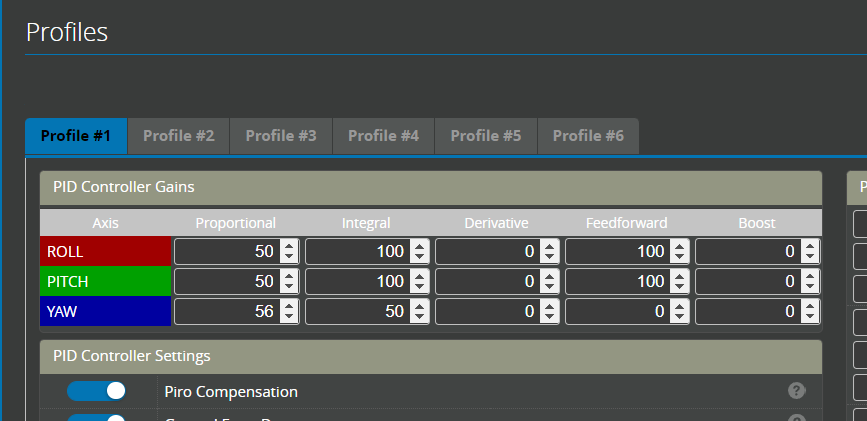 Profiles
Profile #1 Profile #2 Profile #3 Profile #4 Profile #5 Profile #6
PID Controller Gains
Axis Proportional Integral Derivative Feedforward Boost
ROLL 50 100 0 100 0
PITCH 50 100 0 100 0
YAW 56 50 0 0 0
PID Controller Settings
Piro Compensation ?